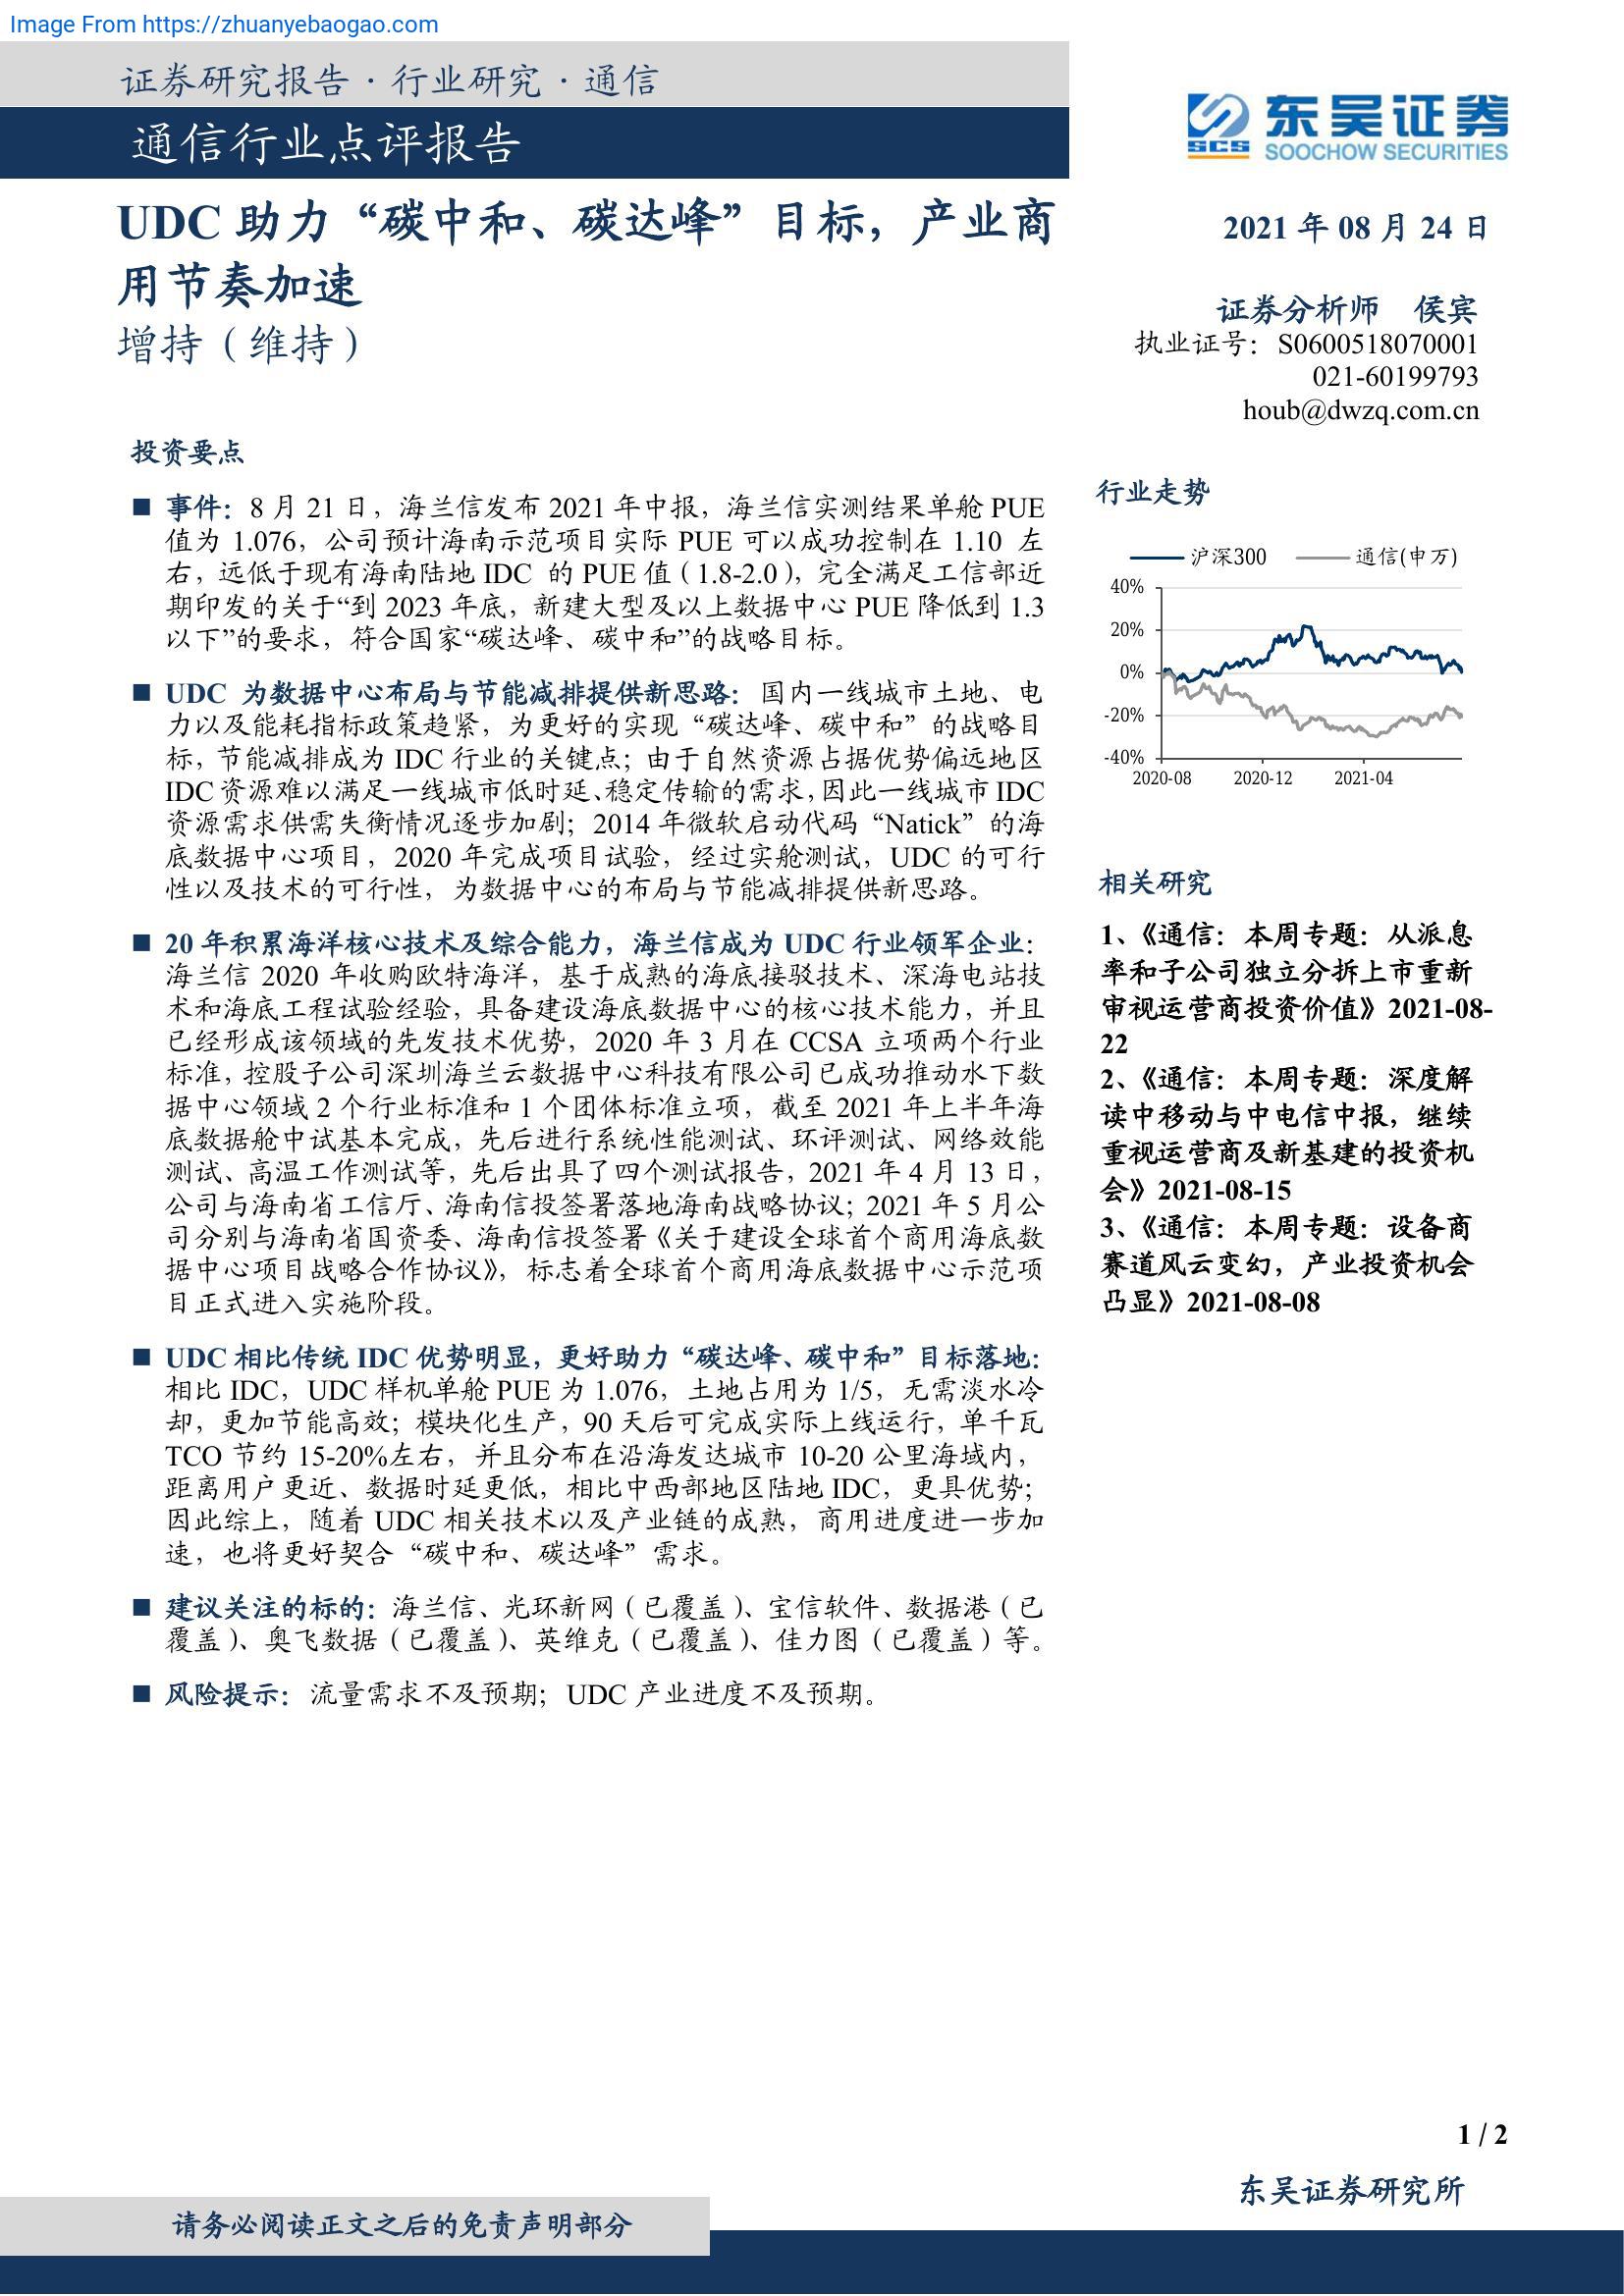 Image From https://zhuanyebaogao.com
证券研究报告·行业研究·通信
通信行业点评报告
SCS
东吴证券
SOOCHOW SECURITIES
UDC 助力“碳中和、碳达峰”目标，产业商
用节奏加速
增持（维持）
2021 年 08 月 24 日
证券分析师 侯宾
执业证号：S0600518070001
021-60199793
houb@dwzq.com.cn
投资要点
■ 事件：8 月 21 日，海兰信发布 2021 年中报，海兰信实测结果单舱 PUE
值为 1.076，公司预计海南示范项目实际 PUE 可以成功控制在 1.10 左
右，远低于现有海南陆地 IDC 的 PUE 值（1.8-2.0），完全满足工信部近
期印发的关于“到 2023 年底，新建大型及以上数据中心 PUE 降低到 1.3
以下”的要求，符合国家“碳达峰、碳中和”的战略目标。
■ UDC 为数据中心布局与节能减排提供新思路：国内一线城市土地、电
力以及能耗指标政策趋紧，为更好的实现“碳达峰、碳中和”的战略目
标，节能减排成为 IDC 行业的关键点；由于自然资源占据优势偏远地区
IDC 资源难以满足一线城市低时延、稳定传输的需求，因此一线城市 IDC
资源需求供需失衡情况逐步加剧；2014 年微软启动代码“Natick”的海
底数据中心项目，2020 年完成项目试验，经过实舱测试，UDC 的可行
性以及技术的可行性，为数据中心的布局与节能减排提供新思路。
■ 20 年积累海洋核心技术及综合能力，海兰信成为 UDC 行业领军企业：
海兰信 2020 年收购欧特海洋，基于成熟的海底接驳技术、深海电站技
术和海底工程试验经验，具备建设海底数据中心的核心技术能力，并且
已经形成该领域的先发技术优势，2020 年 3 月在 CCSA 立项两个行业
标准，控股子公司深圳海兰云数据中心科技有限公司已成功推动水下数
据中心领域 2 个行业标准和 1 个团体标准立项，截至 2021 年上半年海
底数据舱中试基本完成，先后进行系统性能测试、环评测试、网络效能
测试、高温工作测试等，先后出具了四个测试报告，2021 年 4 月 13 日，
公司与海南省工信厅、海南信投签署落地海南战略协议；2021 年 5 月公
司分别与海南省国资委、海南信投签署《关于建设全球首个商用海底数
据中心项目战略合作协议》，标志着全球首个商用海底数据中心示范项
目正式进入实施阶段。
■ UDC 相比传统 IDC 优势明显，更好助力“碳达峰、碳中和”目标落地：
相比 IDC，UDC 样机单舱 PUE 为 1.076，土地占用为 1/5，无需淡水冷
却，更加节能高效；模块化生产，90 天后可完成实际上线运行，单千瓦
TCO 节约 15-20%左右，并且分布在沿海发达城市 10-20 公里海域内，
距离用户更近、数据时延更低，相比中西部地区陆地 IDC，更具优势；
因此综上，随着 UDC 相关技术以及产业链的成熟，商用进度进一步加
速，也将更好契合“碳中和、碳达峰”需求。
■ 建议关注的标的：海兰信、光环新网（已覆盖）、宝信软件、数据港（已
覆盖）、奥飞数据（已覆盖）、英维克（已覆盖）、佳力图（已覆盖）等。
■ 风险提示：流量需求不及预期；UDC 产业进度不及预期。
行业走势
沪深300 通信(申万)
40%
20%
0%
-20%
-40%
2020-08 2020-12 2021-04
相关研究
1、《通信：本周专题：从派息
率和子公司独立分拆上市重新
审视运营商投资价值》2021-08-
22
2、《通信：本周专题：深度解
读中移动与中电信中报，继续
重视运营商及新基建的投资机
会》2021-08-15
3、《通信：本周专题：设备商
赛道风云变幻，产业投资机会
凸显》2021-08-08
1 / 2
东吴证券研究所
请务必阅读正文之后的免责声明部分